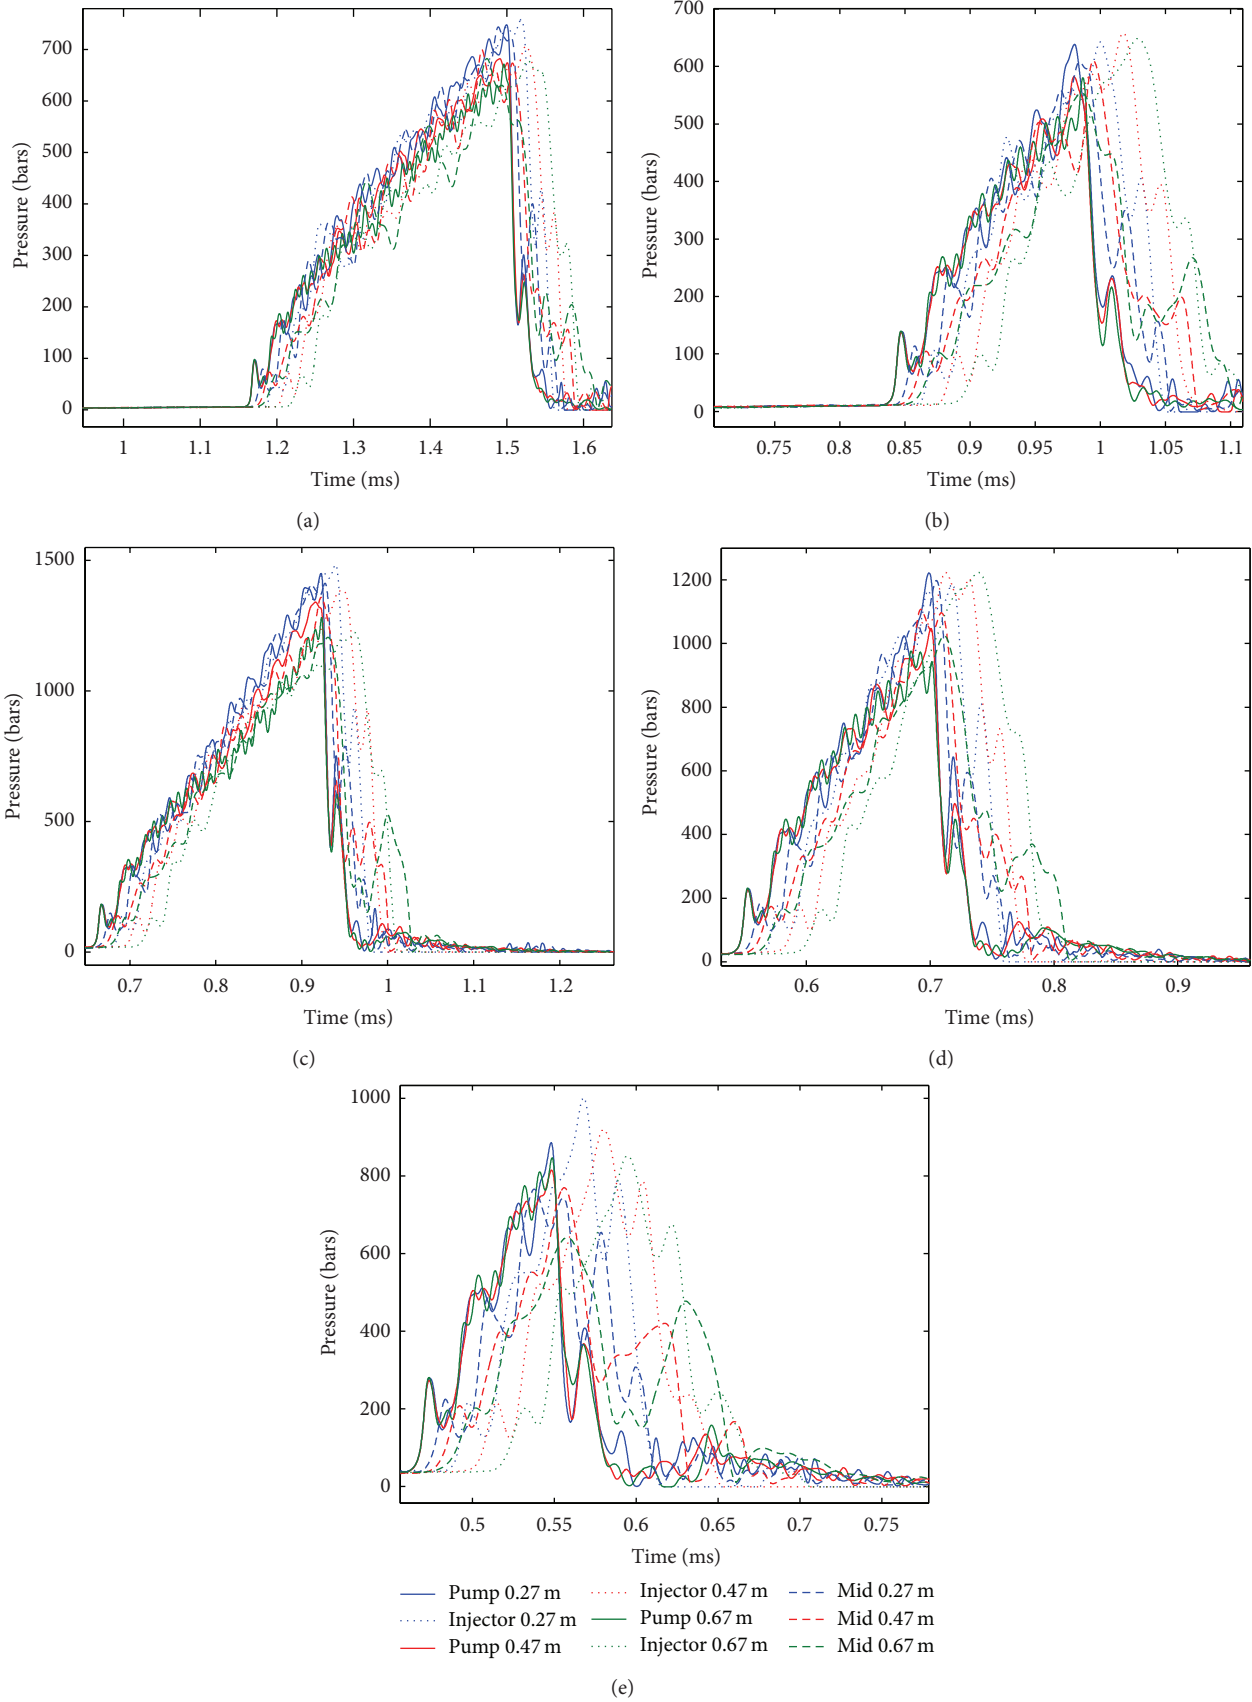 700
600
500
400
300
200
100
0
Pressure (bars)
1
1.1
1.2
1.3
1.4
1.5
1.6
Time (ms)
(a)
700
600
500
400
300
200
100
0
Pressure (bars)
0.75
0.8
0.85
0.9
0.95
1
1.05
1.1
Time (ms)
(b)
1500
1000
500
0
Pressure (bars)
0.7
0.8
0.9
1
1.1
1.2
Time (ms)
(c)
1200
1000
800
600
400
200
0
Pressure (bars)
0.6
0.7
0.8
0.9
Time (ms)
(d)
1000
800
600
400
200
0
Pressure (bars)
0.5
0.55
0.6
0.65
0.7
0.75
Time (ms)
Pump 0.27 m
Injector 0.27 m
Pump 0.47 m
Injector 0.47 m
Pump 0.67 m
Injector 0.67 m
Mid 0.27 m
Mid 0.47 m
Mid 0.67 m
(e)